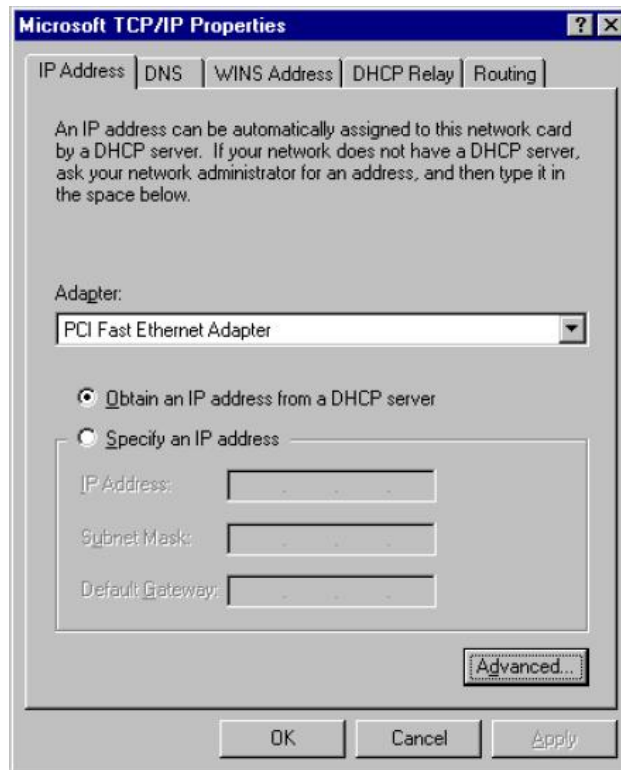 Microsoft TCP/IP Properties
IP Address DNS WINS Address DHCP Relay Routing
An IP address can be automatically assigned to this network card
by a DHCP server. If your network does not have a DHCP server,
ask your network administrator for an address, and then type it in
the space below.
Adapter:
PCI Fast Ethernet Adapter
Obtain an IP address from a DHCP server
Specify an IP address
IP Address:
Subnet Mask:
Default Gateway:
Advanced...
OK Cancel Apply